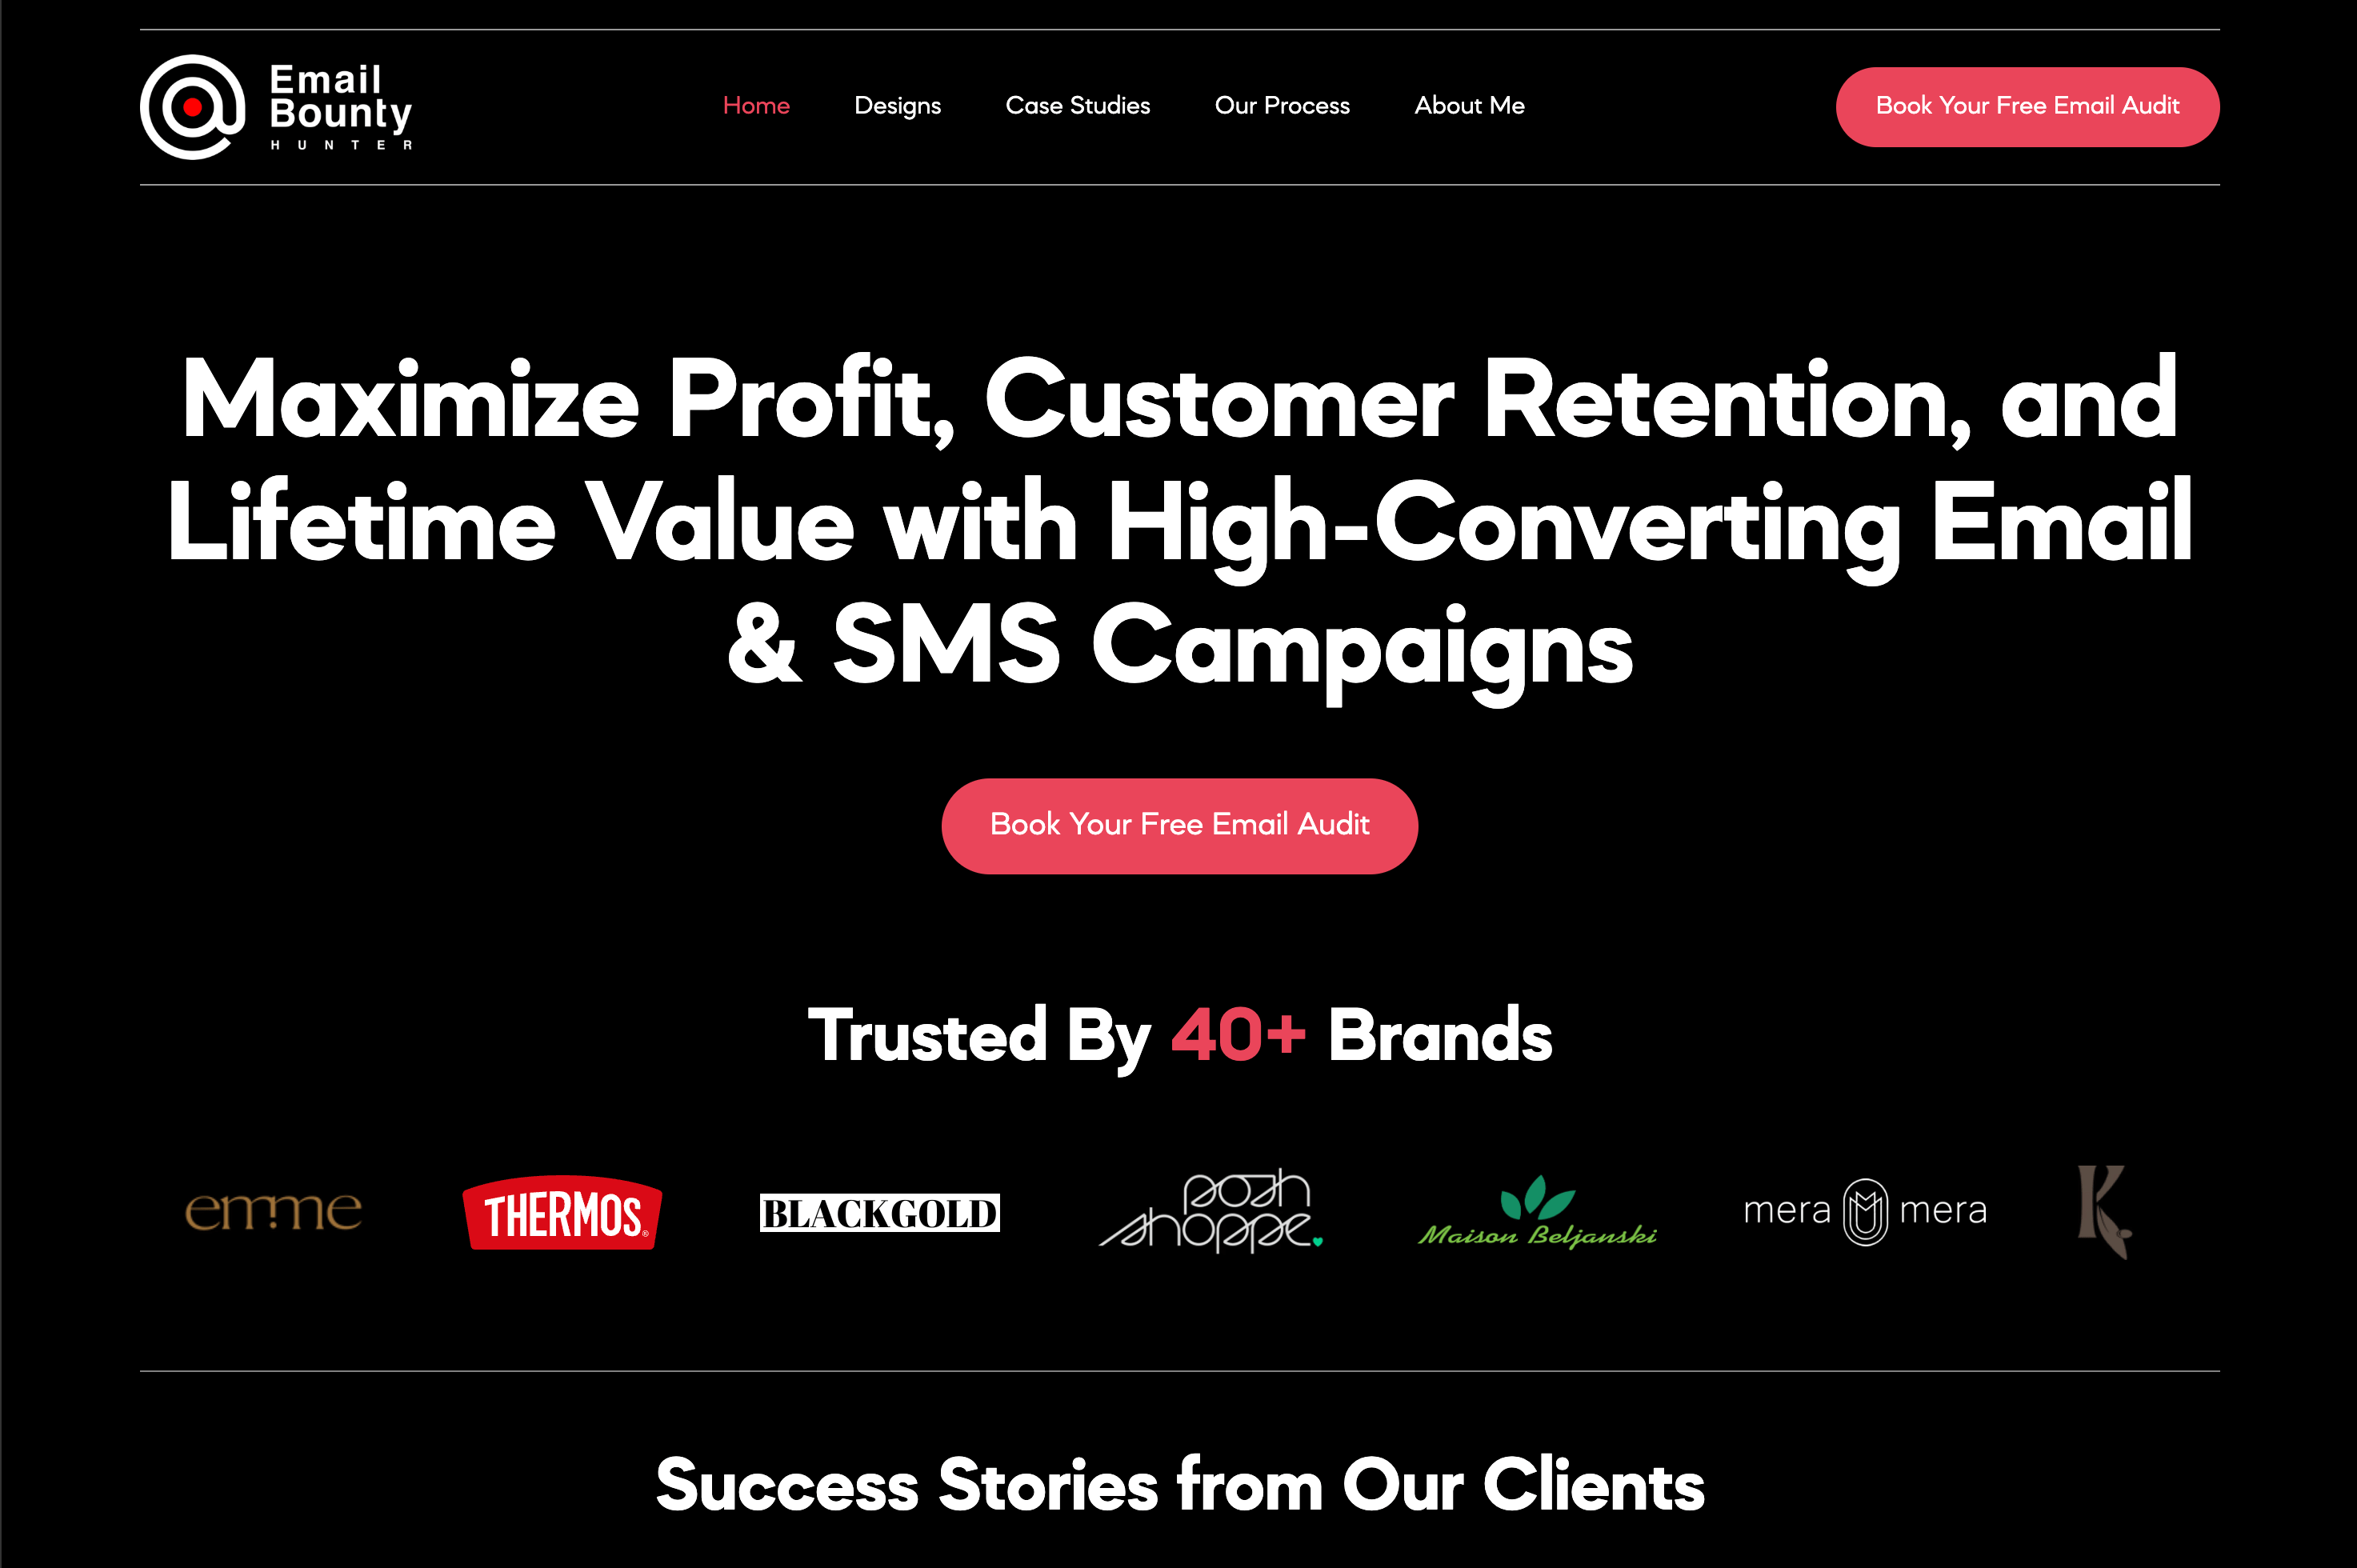 Email
Bounty
HUNTER
Home
Designs
Case Studies
Our Process
About Me
Book Your Free Email Audit
Maximize Profit, Customer Retention, and
Lifetime Value with High-Converting Email
& SMS Campaigns
Book Your Free Email Audit
Trusted By 40+ Brands
emme
THERMOS®
BLACKGOLD
posh
shoppe
Maison Beljanski
mera mera
K
Success Stories from Our Clients